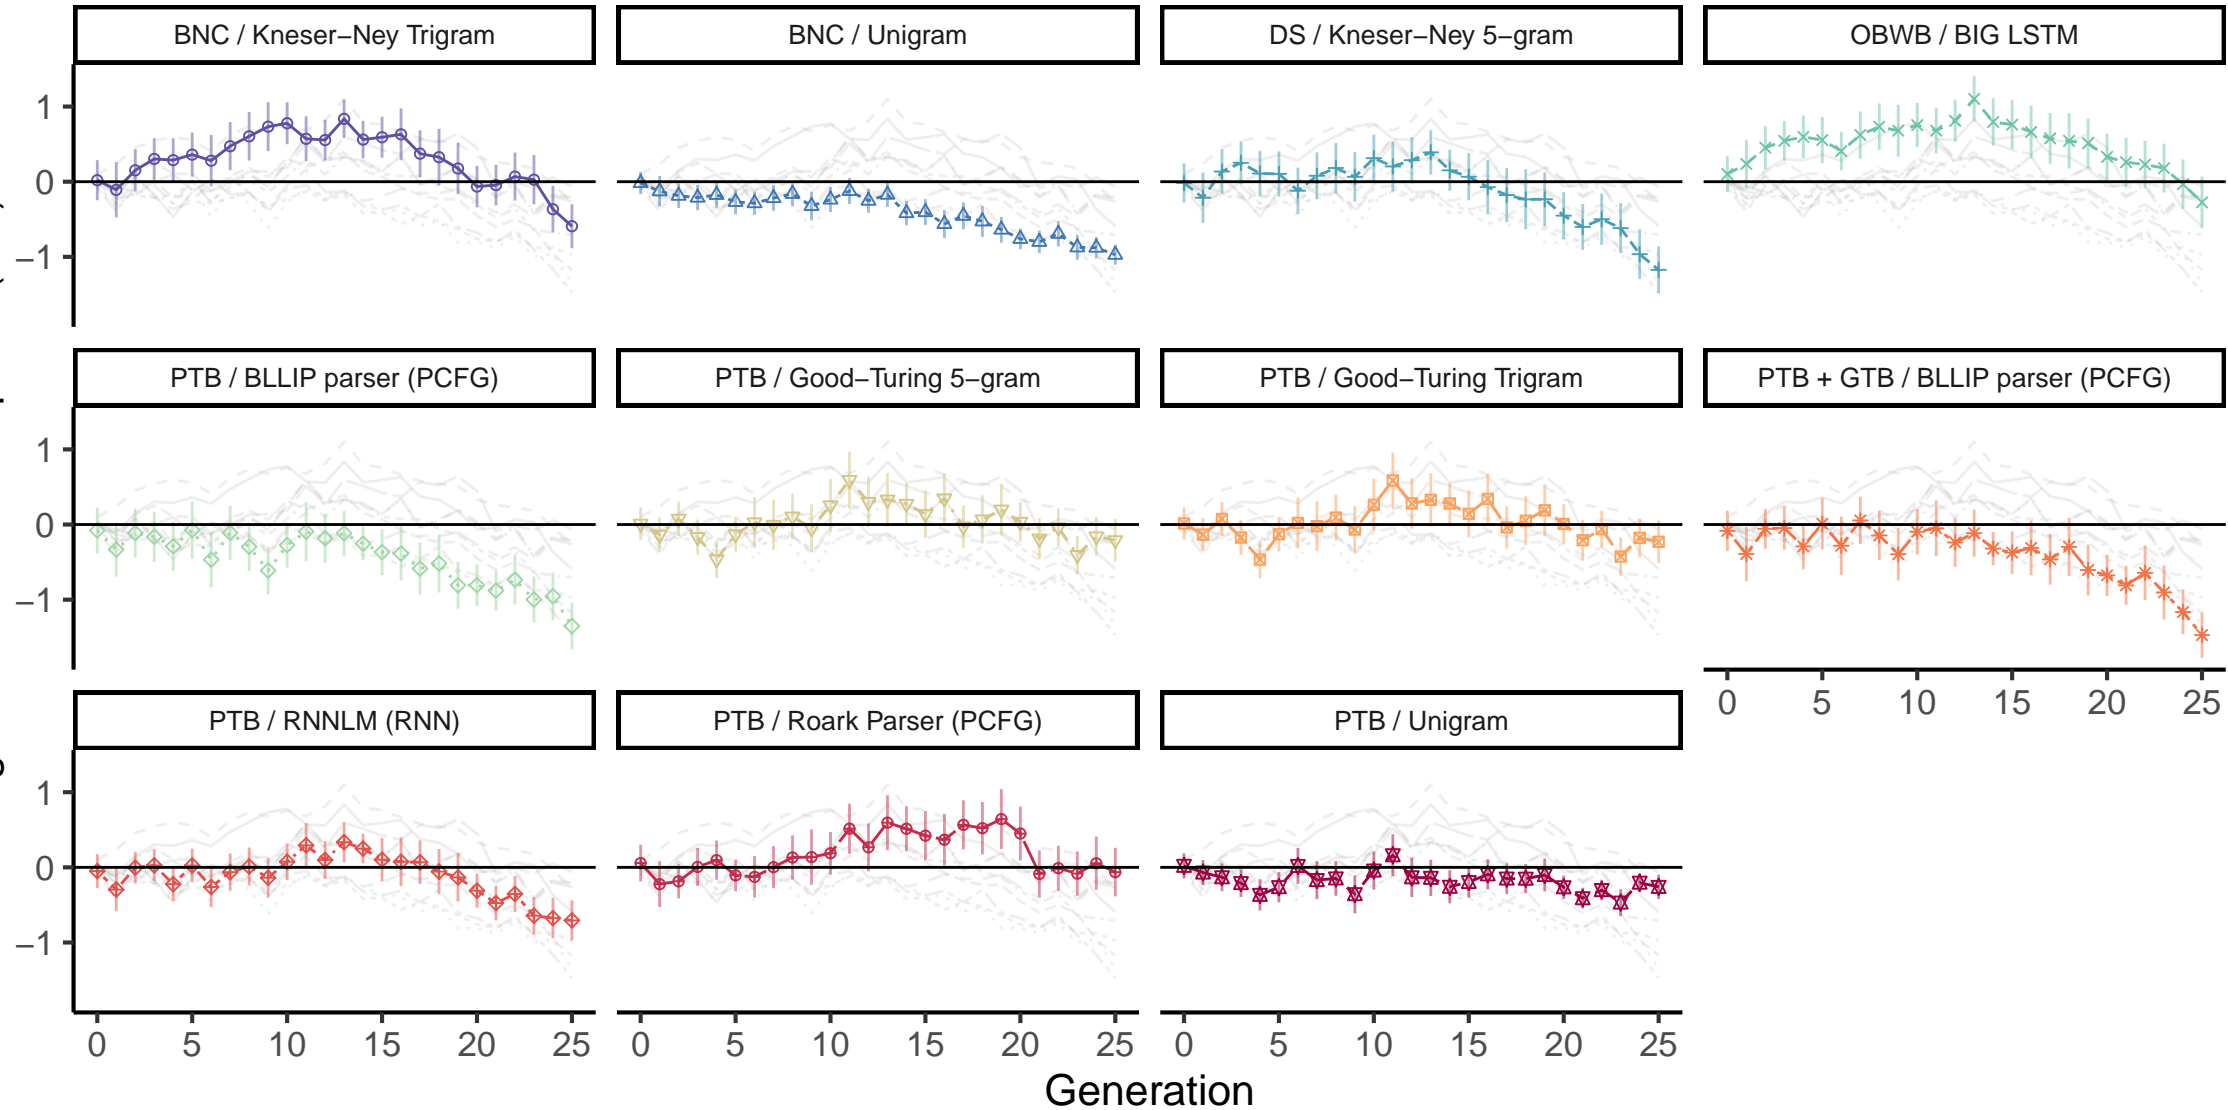 BNC / Kneser−Ney Trigram
BNC / Unigram
DS / Kneser−Ney 5−gram
OBWB / BIG LSTM
1
0
−1
PTB / BLLIP parser (PCFG)
PTB / Good−Turing 5−gram
PTB / Good−Turing Trigram
PTB + GTB / BLLIP parser (PCFG)
1
0
−1
0 5 10 15 20 25
PTB / RNNLM (RNN)
PTB / Roark Parser (PCFG)
PTB / Unigram
1
0
−1
0 5 10 15 20 25
0 5 10 15 20 25
0 5 10 15 20 25
Generation